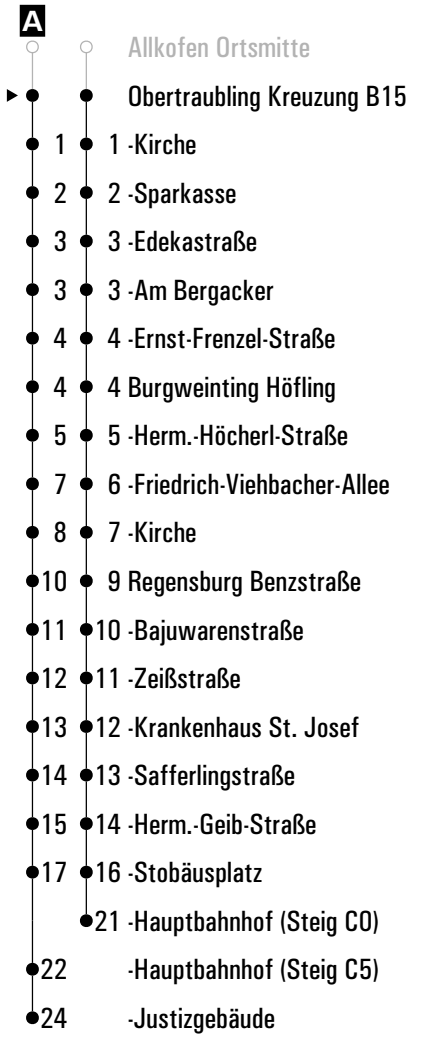 A
Allkofen Ortsmitte
Obertraubling Kreuzung B15
1 1 -Kirche
2 2 -Sparkasse
3 3 -Edekastraße
3 3 -Am Bergacker
4 4 -Ernst-Frenzel-Straße
4 4 Burgweinting Höfling
5 5 -Herm.-Höcherl-Straße
7 6 -Friedrich-Viehbacher-Allee
8 7 -Kirche
10 9 Regensburg Benzstraße
11 10 -Bajuwarenstraße
12 11 -Zeißstraße
13 12 -Krankenhaus St. Josef
14 13 -Safferlingstraße
15 14 -Herm.-Geib-Straße
17 16 -Stobäusplatz
21 -Hauptbahnhof (Steig C0)
22 -Hauptbahnhof (Steig C5)
24 -Justizgebäude